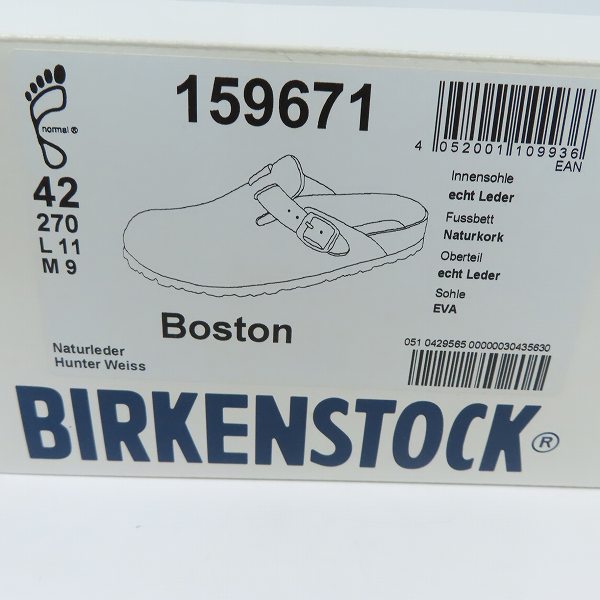 159671
normal ®
42
270
L 11
M 9
4 052001 109936
EAN
Innensohle
echt Leder
Fussbett
Naturkork
Oberteil
echt Leder
Sohle
EVA
Boston
Naturleder
Hunter Weiss
051 0429565 00000030435630
BIRKENSTOCK®